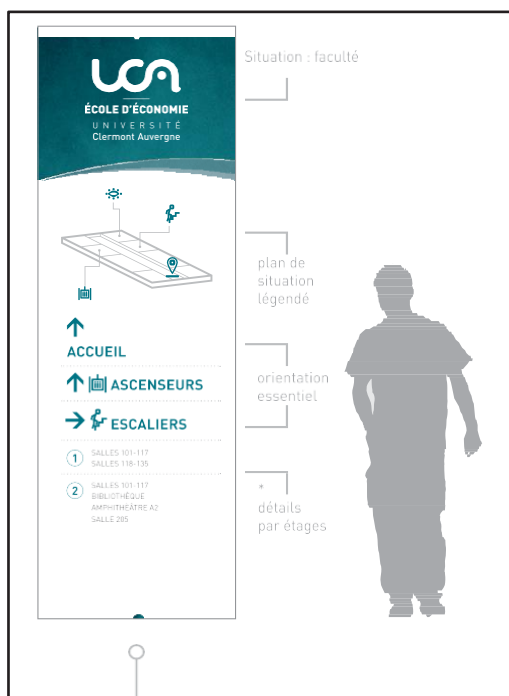 Situation : faculté
UCA
ÉCOLE D'ÉCONOMIE
UNIVERSITÉ
Clermont Auvergne
plan de
situation
légendé
ACCUEIL
ASCENSEURS
ESCALIERS
orientation
essentiel
1 SALLES 101-117
SALLES 118-135
2 SALLES 101-117
BIBLIOTHÈQUE
AMPHITHÉÂTRE A2
SALLE 205
*
détails
par étages